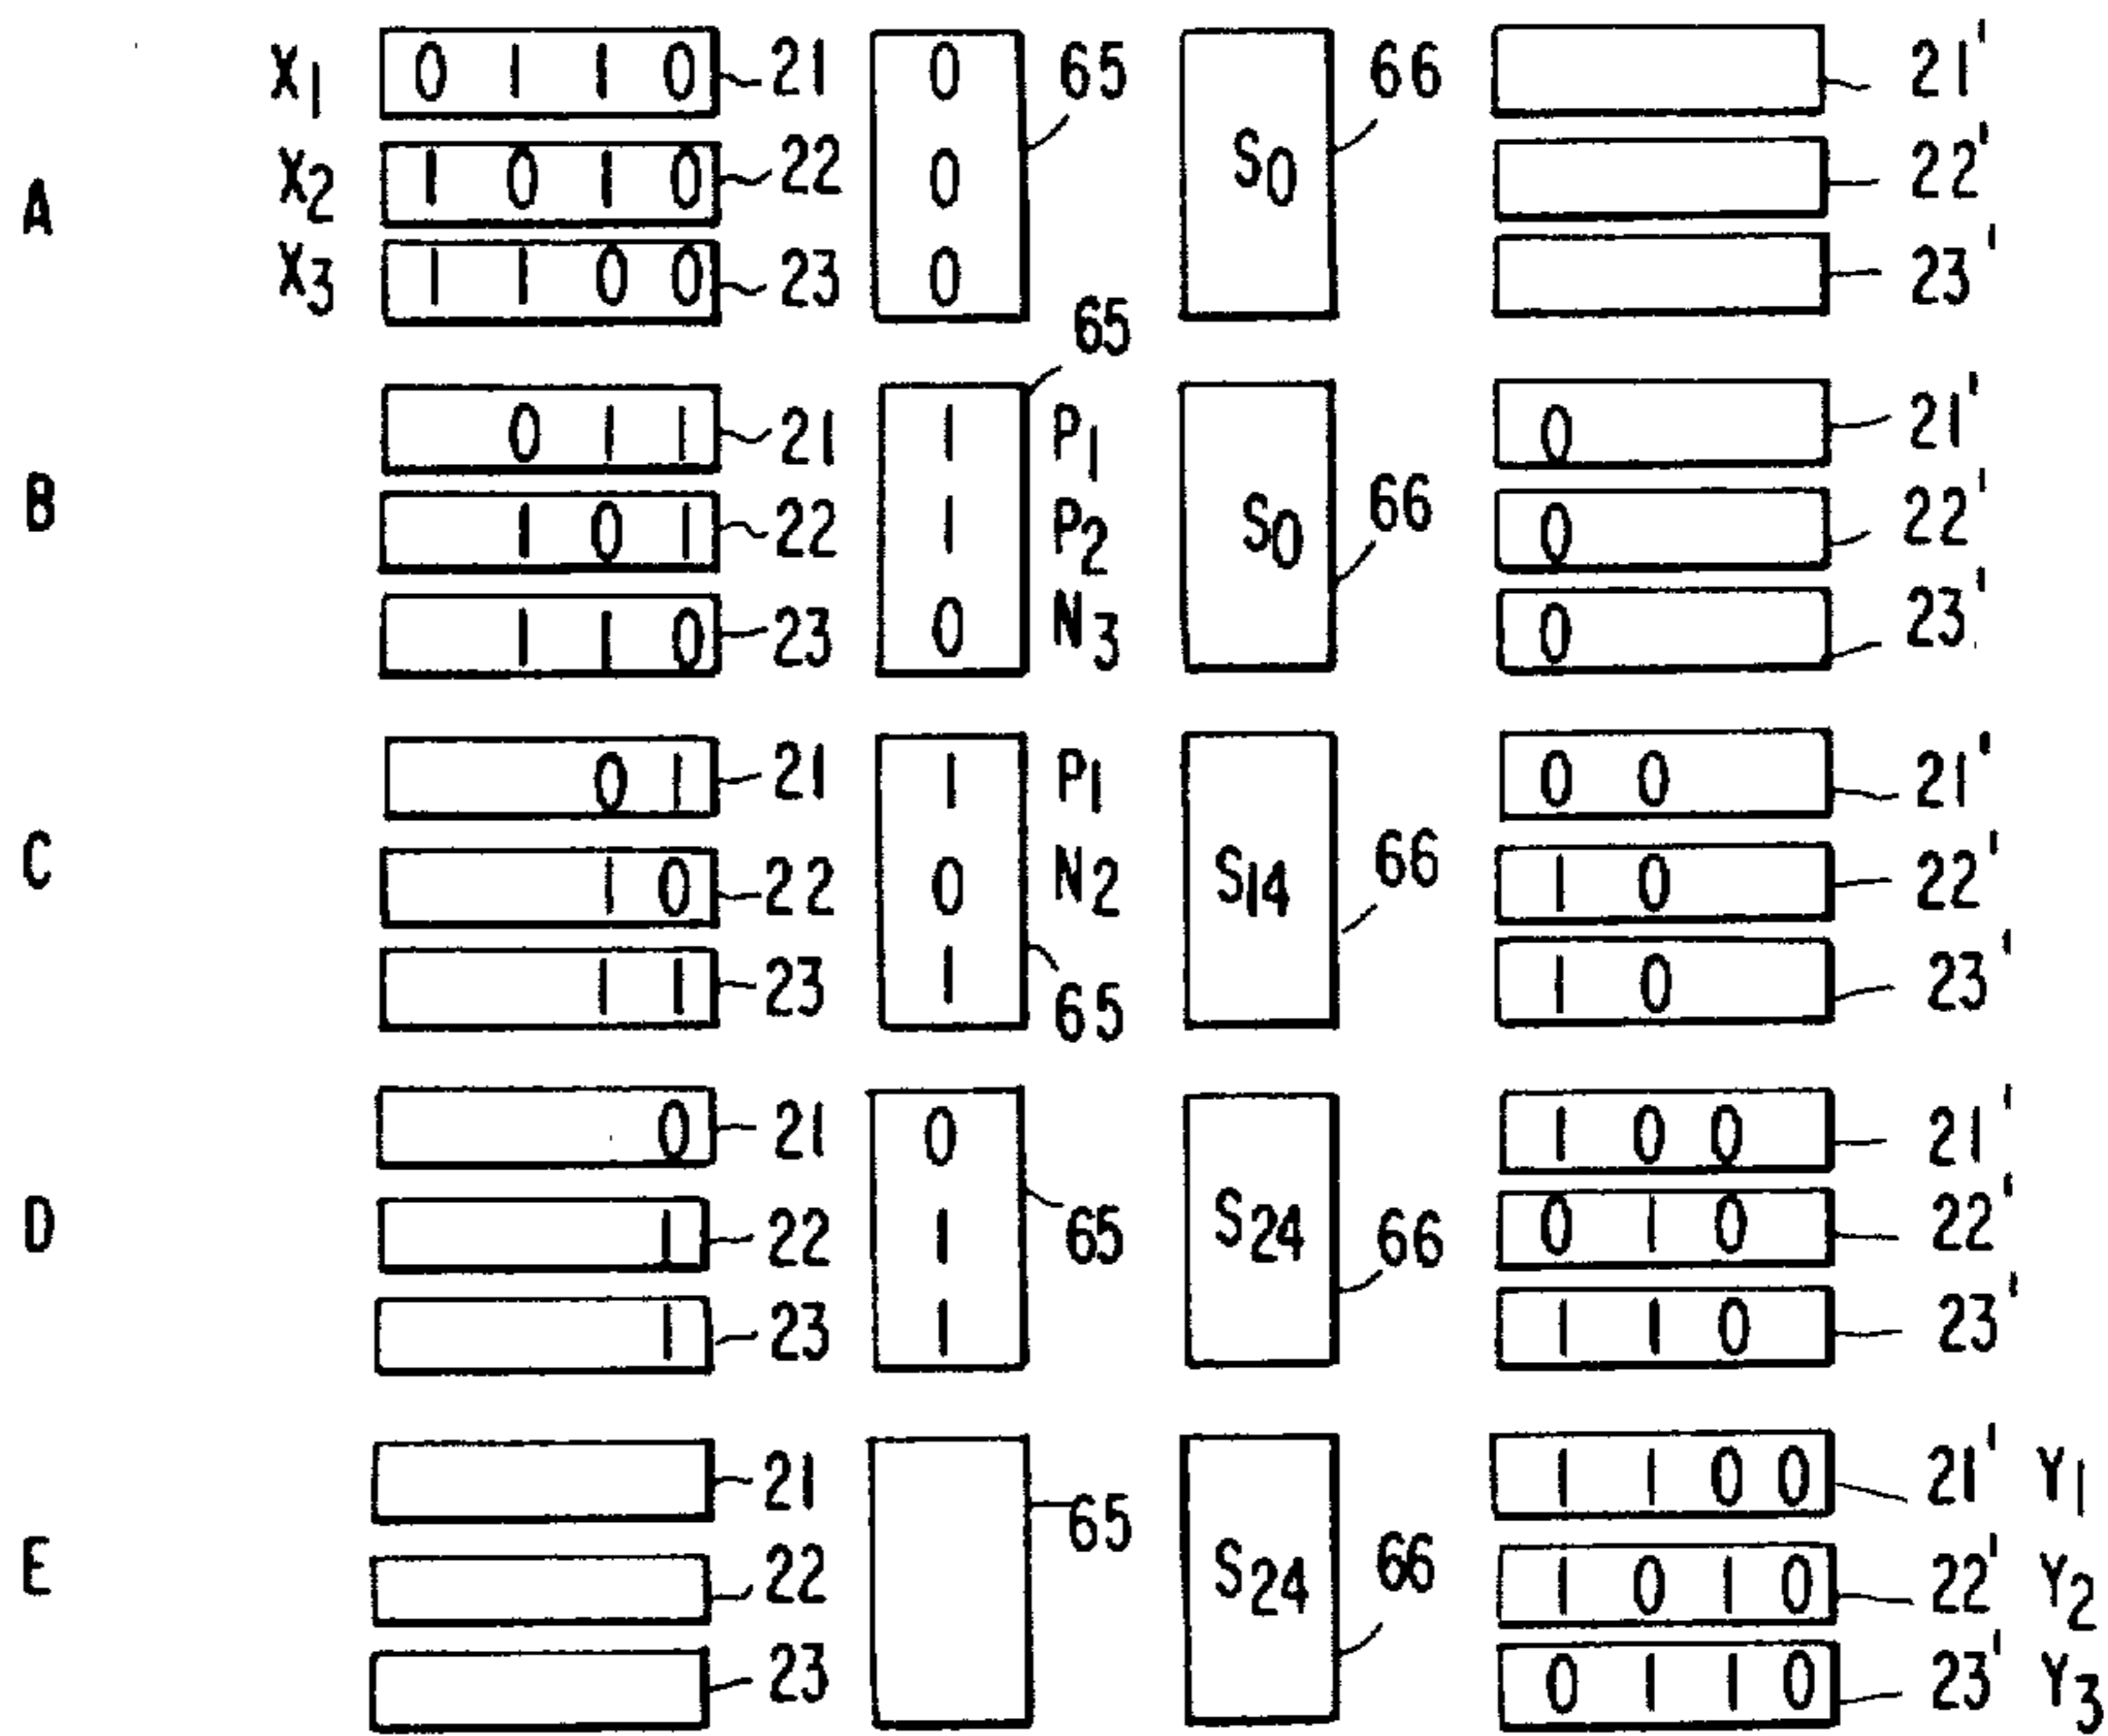 X1 0 1 1 0 21 0 65 66 21'
X2 1 0 1 0 22 0 S0 22'
A
X3 1 1 0 0 23 0 23'
65
0 1 1 21 1 P1 0 21'
B 1 0 1 22 1 P2 S0 66 0 22'
1 1 0 23 0 N3 0 23'
0 1 21 1 P1 0 0 21'
C 1 0 22 0 N2 S14 66 1 0 22'
1 1 23 1 65 1 0 23'
0 21 0 1 0 0 21'
D 1 22 1 65 S24 66 0 1 0 22'
1 23 1 1 1 0 23'
21 65 1 1 0 0 21' Y1
E 22 S24 66 1 0 1 0 22' Y2
23 0 1 1 0 23' Y3